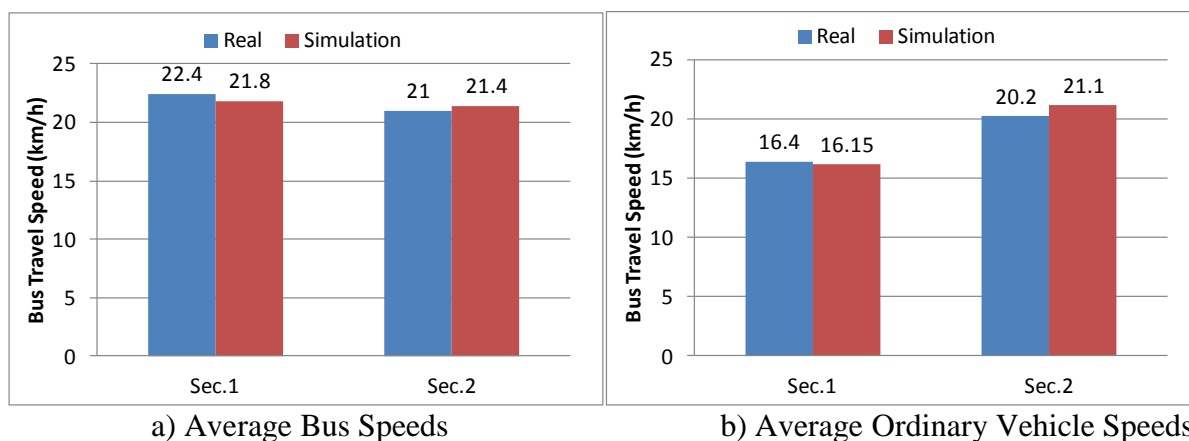 Real Simulation
Bus Travel Speed (km/h)
25
20
15
10
5
0
22.4
21.8
21
21.4
Sec.1 Sec.2
a) Average Bus Speeds
Real Simulation
Bus Travel Speed (km/h)
25
20
15
10
5
0
16.4
16.15
20.2
21.1
Sec.1 Sec.2
b) Average Ordinary Vehicle Speeds